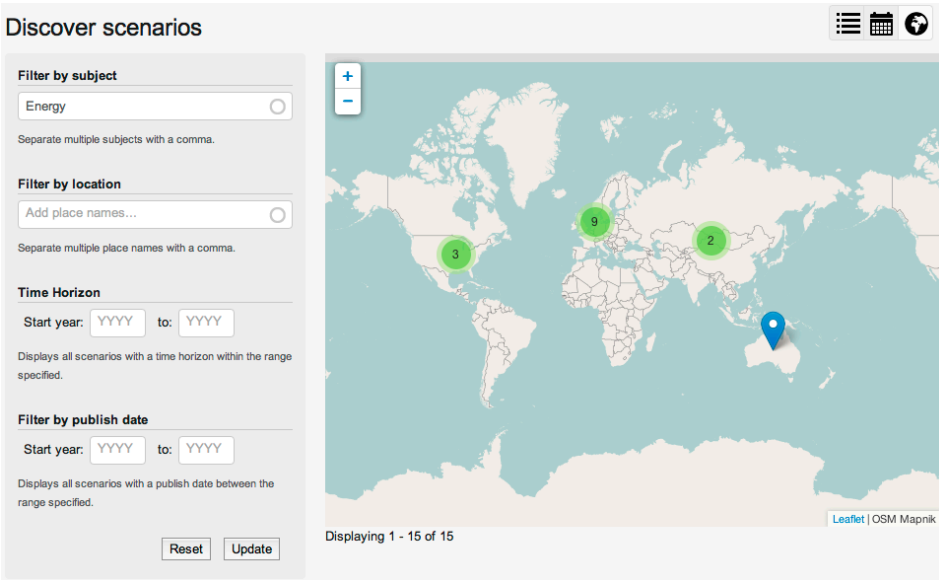 Discover scenarios
Filter by subject
Energy
Separate multiple subjects with a comma.
Filter by location
Add place names...
Separate multiple place names with a comma.
Time Horizon
Start year: YYYY to: YYYY
Displays all scenarios with a time horizon within the range
specified.
Filter by publish date
Start year: YYYY to: YYYY
Displays all scenarios with a publish date between the
range specified.
Reset Update
+
−
3
9
2
Leaflet | OSM Mapnik
Displaying 1 - 15 of 15